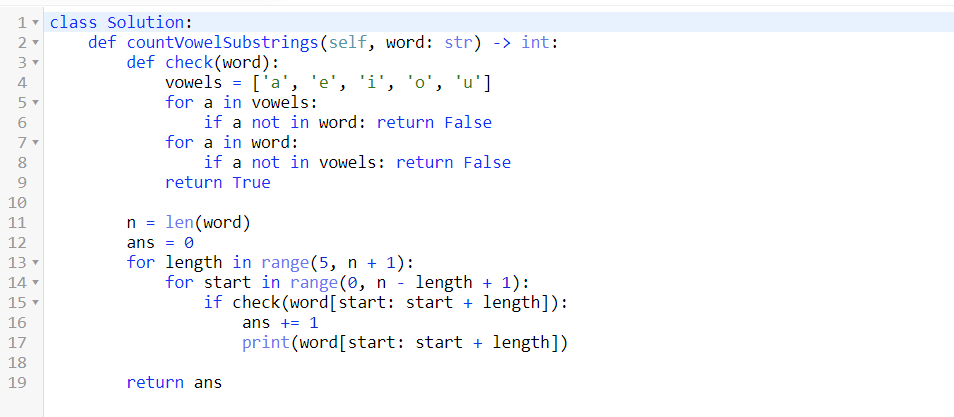 1 class Solution:
2     def countVowelSubstrings(self, word: str) -> int:
3         def check(word):
4             vowels = ['a', 'e', 'i', 'o', 'u']
5             for a in vowels:
6                 if a not in word: return False
7             for a in word:
8                 if a not in vowels: return False
9             return True
10
11         n = len(word)
12         ans = 0
13         for length in range(5, n + 1):
14             for start in range(0, n - length + 1):
15                 if check(word[start: start + length]):
16                     ans += 1
17                     print(word[start: start + length])
18
19         return ans